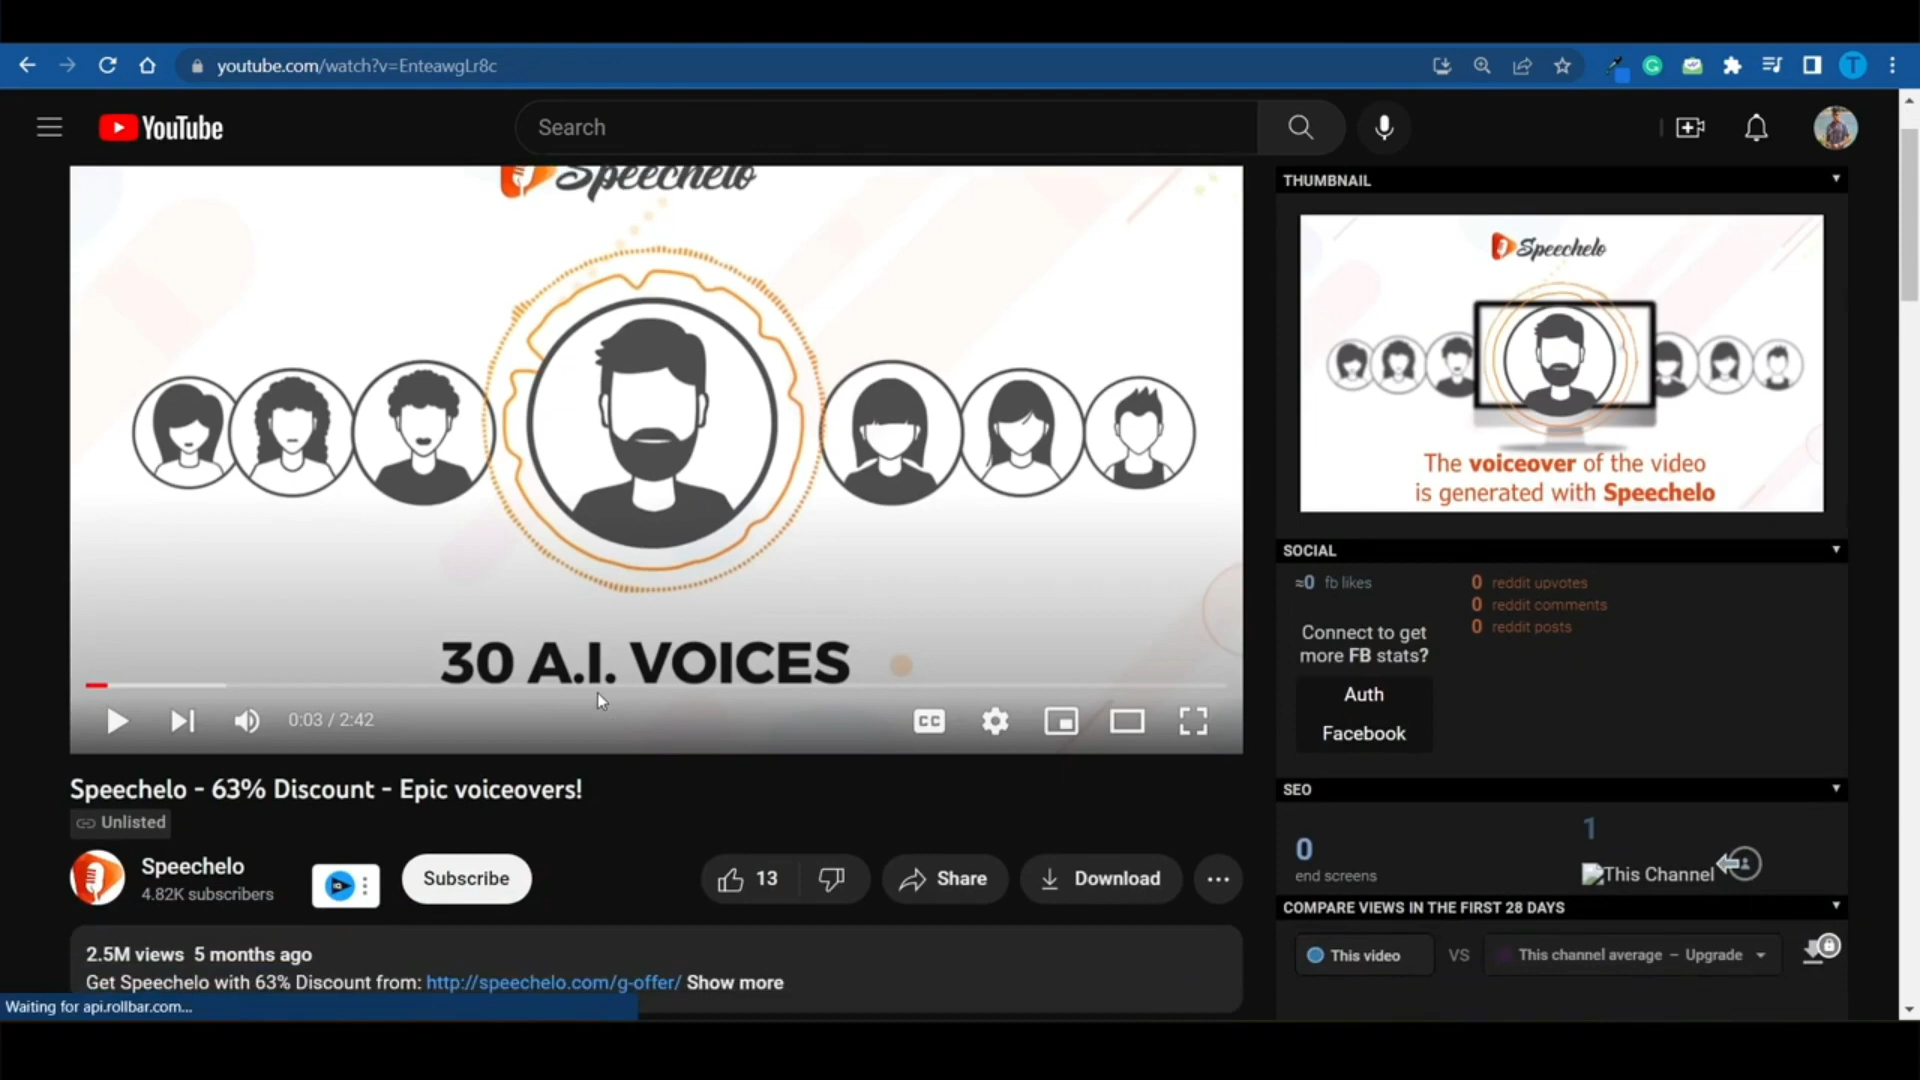 youtube.com/watch?v=EnteawgLr8c
T
YouTube
Search
Speechelo
30 A.I. VOICES
0:03 / 2:42
CC
Speechelo - 63% Discount - Epic voiceovers!
Unlisted
Speechelo
4.82K subscribers
Subscribe
13
Share
Download
2.5M views 5 months ago
Get Speechelo with 63% Discount from: http://speechelo.com/g-offer/ Show more
Waiting for api.rollbar.com...
THUMBNAIL
Speechelo
The voiceover of the video
is generated with Speechelo
SOCIAL
≈0 fb likes
0 reddit upvotes
0 reddit comments
0 reddit posts
Connect to get
more FB stats?
Auth
Facebook
SEO
0
end screens
1
This Channel
COMPARE VIEWS IN THE FIRST 28 DAYS
This video
VS
This channel average – Upgrade